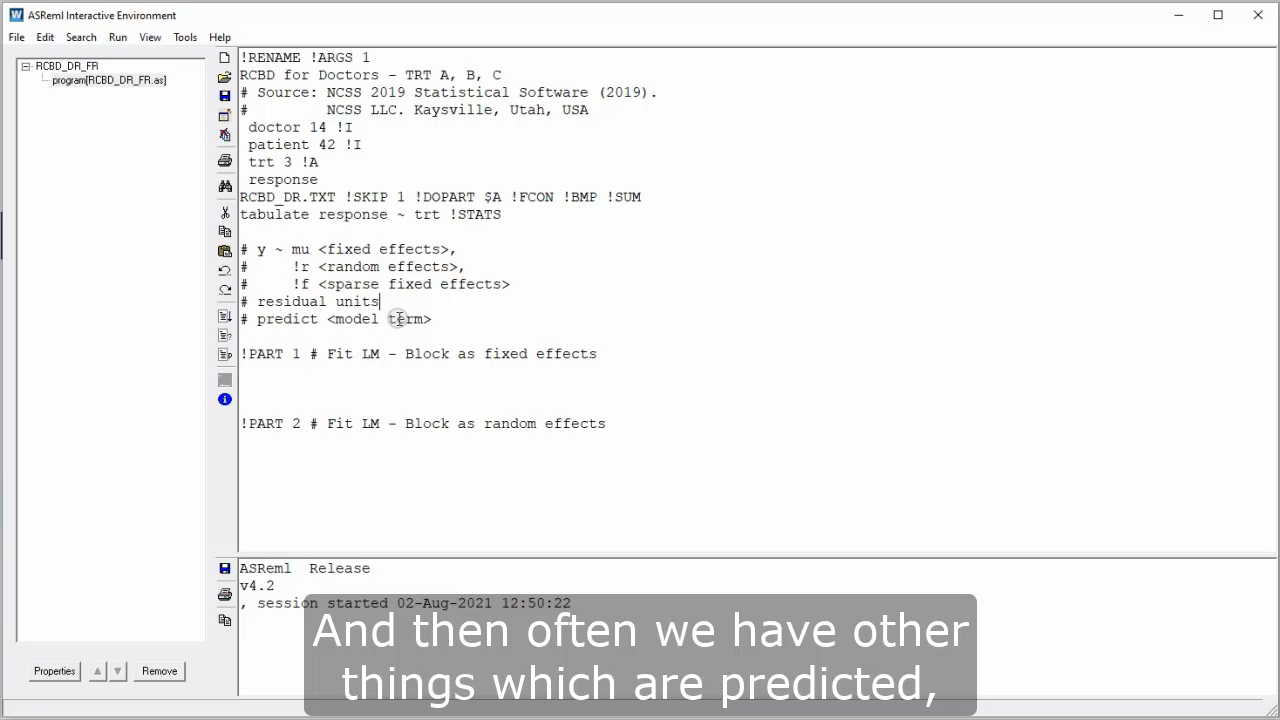 ASReml Interactive Environment
File Edit Search Run View Tools Help
RCBD_DR_FR
program[RCBD_DR_FR.as]
!RENAME !ARGS 1
RCBD for Doctors - TRT A, B, C
# Source: NCSS 2019 Statistical Software (2019).
#         NCSS LLC. Kaysville, Utah, USA
doctor 14 !I
patient 42 !I
trt 3 !A
response
RCBD_DR.TXT !SKIP 1 !DOPART $A !FCON !BMP !SUM
tabulate response ~ trt !STATS
# y ~ mu <fixed effects>,
#     !r <random effects>,
#     !f <sparse fixed effects>
# residual units
# predict <model term>
!PART 1 # Fit LM - Block as fixed effects
!PART 2 # Fit LM - Block as random effects
Properties
Remove
ASReml  Release
v4.2
, session started 02-Aug-2021 12:50:22
And then often we have other
things which are predicted,